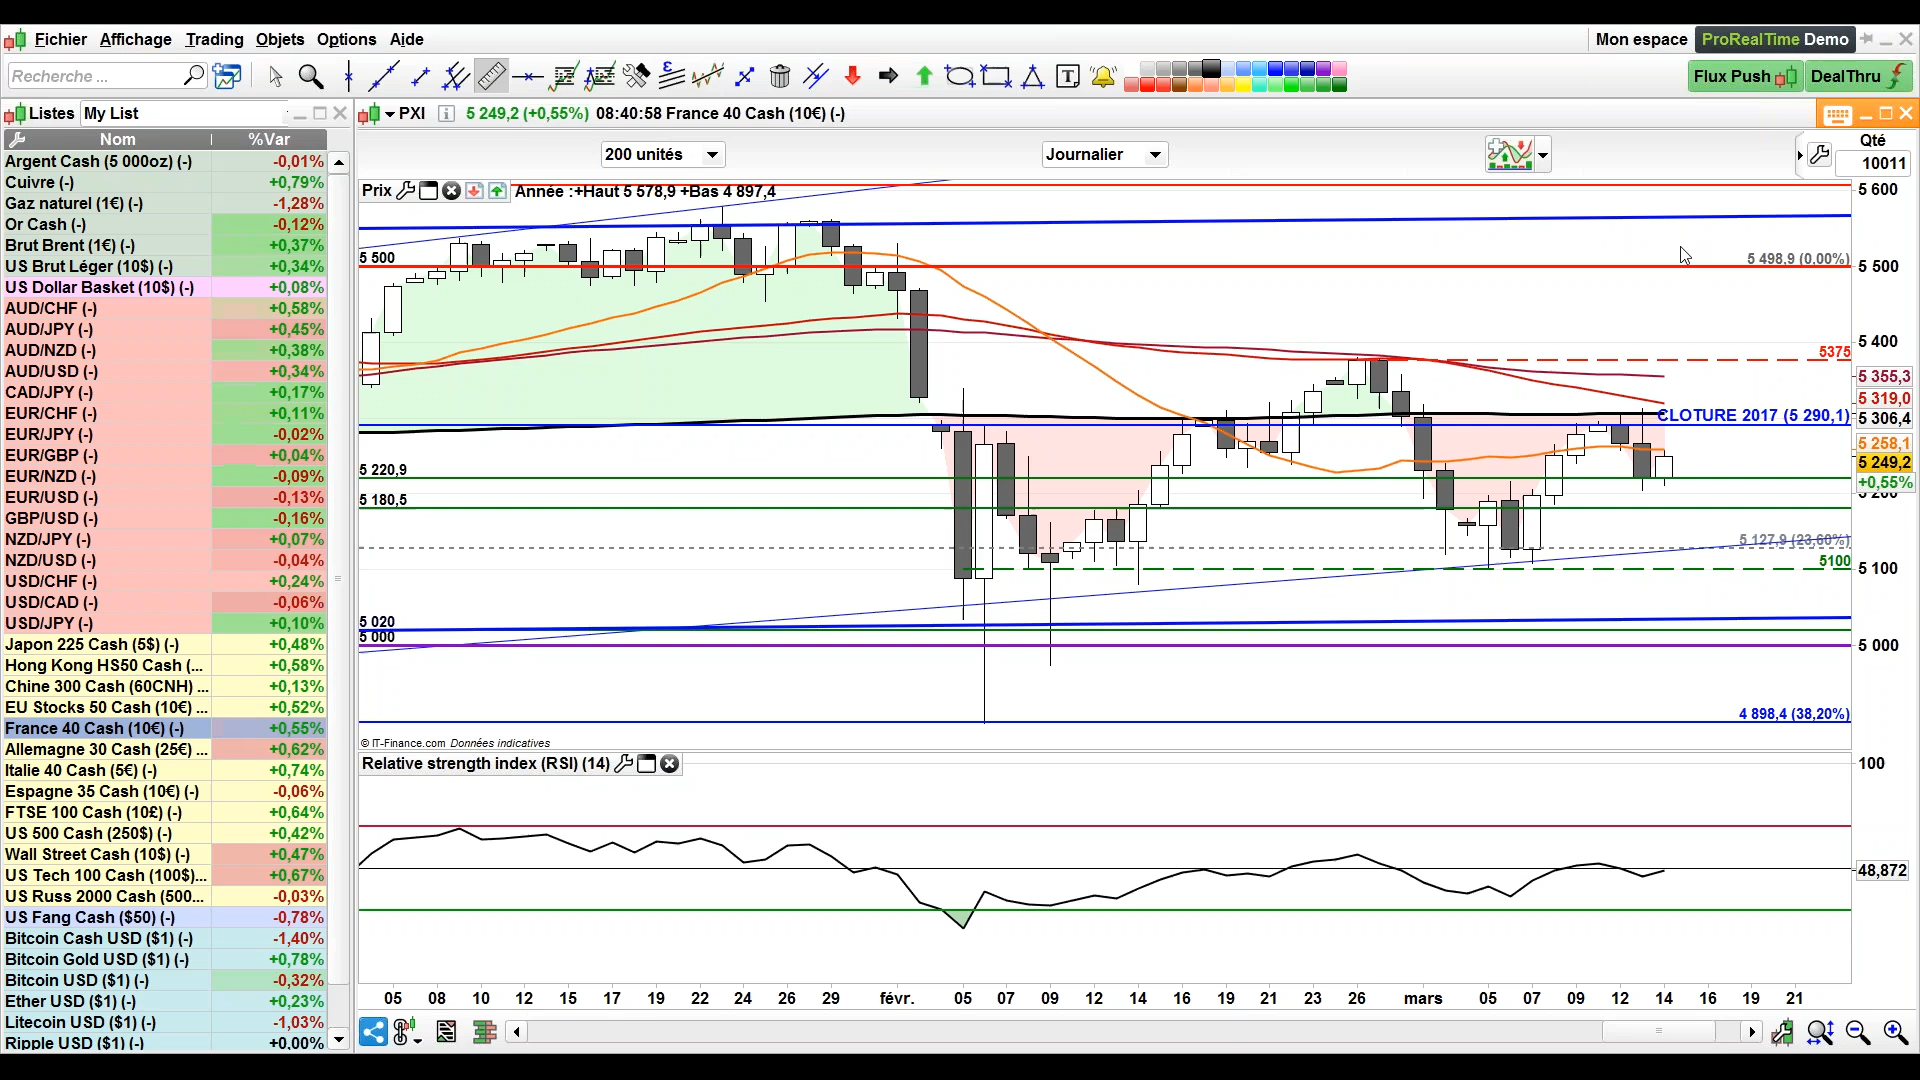 Fichier Affichage Trading Objets Options Aide
Mon espace ProRealTime Demo
Recherche ...
Flux Push DealThru
Listes My List
PXI 5 249,2 (+0,55%) 08:40:58 France 40 Cash (10€) (-)
Nom %Var
Argent Cash (5 000oz) (-) -0,01%
Cuivre (-) +0,79%
Gaz naturel (1€) (-) -1,28%
Or Cash (-) -0,12%
Brut Brent (1€) (-) +0,37%
US Brut Léger (10$) (-) +0,34%
US Dollar Basket (10$) (-) +0,08%
AUD/CHF (-) +0,58%
AUD/JPY (-) +0,45%
AUD/NZD (-) +0,38%
AUD/USD (-) +0,34%
CAD/JPY (-) +0,17%
EUR/CHF (-) +0,11%
EUR/JPY (-) -0,02%
EUR/GBP (-) +0,04%
EUR/NZD (-) -0,09%
EUR/USD (-) -0,13%
GBP/USD (-) -0,16%
NZD/JPY (-) +0,07%
NZD/USD (-) -0,04%
USD/CHF (-) +0,24%
USD/CAD (-) -0,06%
USD/JPY (-) +0,10%
Japon 225 Cash (5$) (-) +0,48%
Hong Kong HS50 Cash (... +0,58%
Chine 300 Cash (60CNH) ... +0,13%
EU Stocks 50 Cash (10€) ... +0,52%
France 40 Cash (10€) (-) +0,55%
Allemagne 30 Cash (25€) ... +0,62%
Italie 40 Cash (5€) (-) +0,74%
Espagne 35 Cash (10€) (-) -0,06%
FTSE 100 Cash (10£) (-) +0,64%
US 500 Cash (250$) (-) +0,42%
Wall Street Cash (10$) (-) +0,47%
US Tech 100 Cash (100$)... +0,67%
US Russ 2000 Cash (500... -0,03%
US Fang Cash ($50) (-) -0,78%
Bitcoin Cash USD ($1) (-) -1,40%
Bitcoin Gold USD ($1) (-) +0,78%
Bitcoin USD ($1) (-) -0,32%
Ether USD ($1) (-) +0,23%
Litecoin USD ($1) (-) -1,03%
Ripple USD ($1) (-) +0,00%
200 unités
Journalier
Qté
10011
Prix
Année :+Haut 5 578,9 +Bas 4 897,4
5 600
5 500
5 498,9 (0,00%)
5 500
5 400
5375
5 355,3
5 319,0
CLOTURE 2017 (5 290,1)
5 306,4
5 258,1
5 249,2
5 220,9
+0,55%
5 200
5 180,5
5 127,9 (23,60%)
5100
5 100
5 020
5 000
5 000
4 898,4 (38,20%)
© IT-Finance.com Données indicatives
Relative strength index (RSI) (14)
100
48,872
05 08 10 12 15 17 19 22 24 26 29 févr. 05 07 09 12 14 16 19 21 23 26 mars 05 07 09 12 14 16 19 21